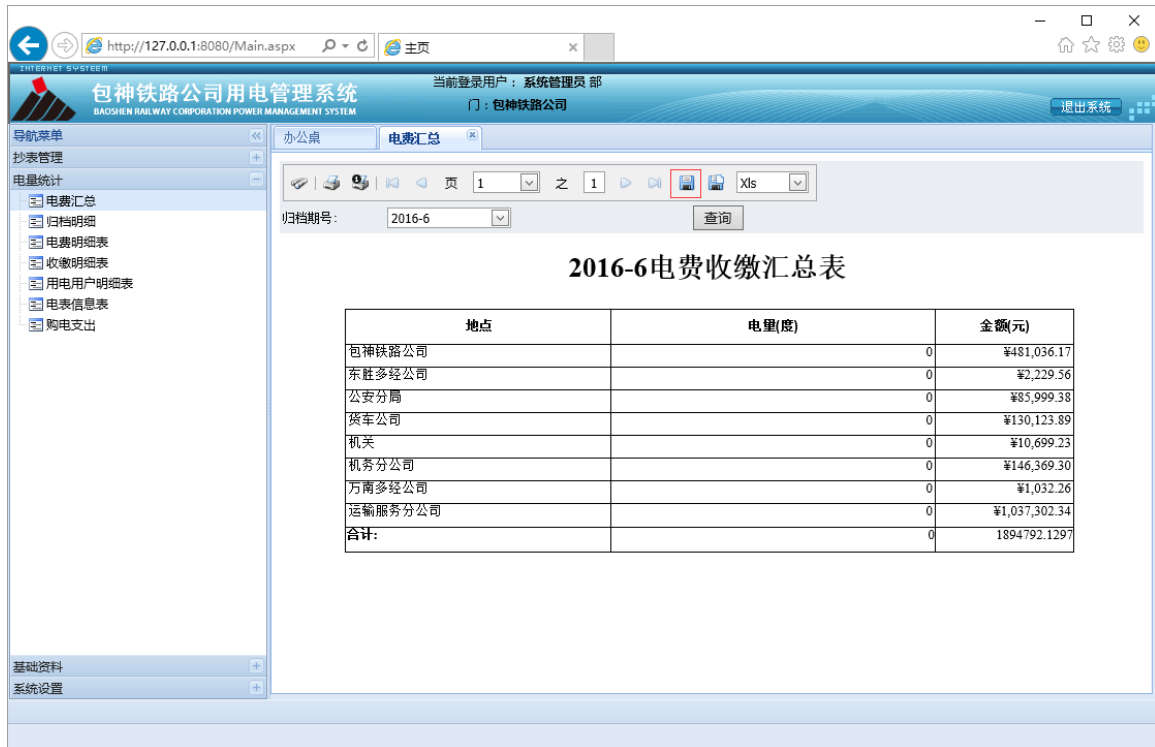 http://127.0.0.1:8080/Main.aspx
主页
INTERNET SYSTEEM
包神铁路公司用电管理系统
BAOSHEN RAILWAY CORPORATION POWER MANAGEMENT SYSTEM
当前登录用户： 系统管理员 部
门：包神铁路公司
退出系统
导航菜单
抄表管理
电量统计
电费汇总
归档明细
电费明细表
收缴明细表
用电用户明细表
电表信息表
购电支出
基础资料
系统设置
办公桌 电费汇总
页 1 之 1 Xls
归档期号： 2016-6 查询
2016-6电费收缴汇总表
地点 电量(度) 金额(元)
包神铁路公司 0 ¥481,036.17
东胜多经公司 0 ¥2,229.56
公安分局 0 ¥85,999.38
货车公司 0 ¥130,123.89
机关 0 ¥10,699.23
机务分公司 0 ¥146,369.30
万南多经公司 0 ¥1,032.26
运输服务分公司 0 ¥1,037,302.34
合计: 0 1894792.1297